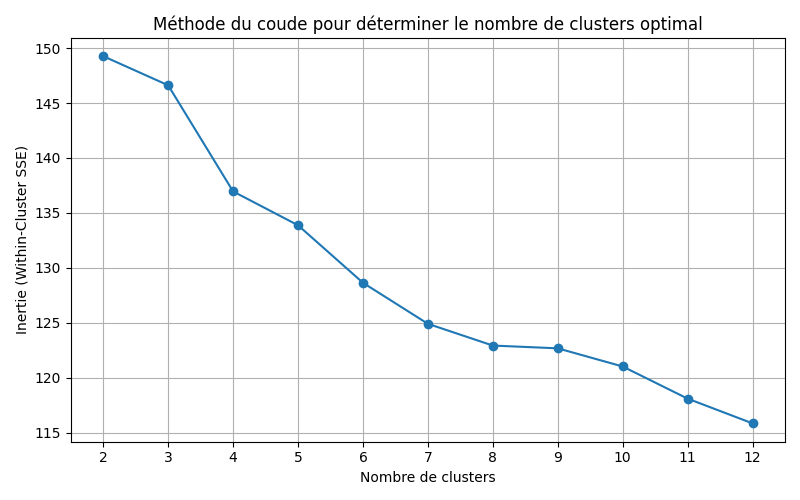 Méthode du coude pour déterminer le nombre de clusters optimal
Inertie (Within-Cluster SSE)
150
145
140
135
130
125
120
115
2 3 4 5 6 7 8 9 10 11 12
Nombre de clusters